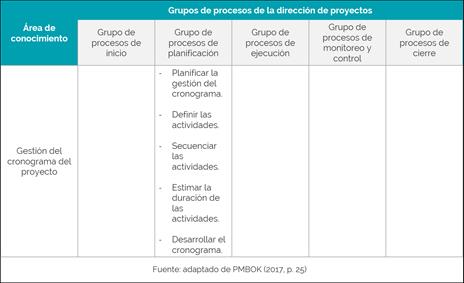 Grupos de procesos de la dirección de proyectos
Área de
conocimiento
Grupo de
procesos de
inicio
Grupo de
procesos de
planificación
Grupo de
procesos de
ejecución
Grupo de
procesos de
monitoreo y
control
Grupo de
procesos de
cierre
Gestión del
cronograma del
proyecto
- Planificar la
gestión del
cronograma.
- Definir las
actividades.
- Secuenciar
las
actividades.
- Estimar la
duración de
las
actividades.
- Desarrollar el
cronograma.
Fuente: adaptado de PMBOK (2017, p. 25)